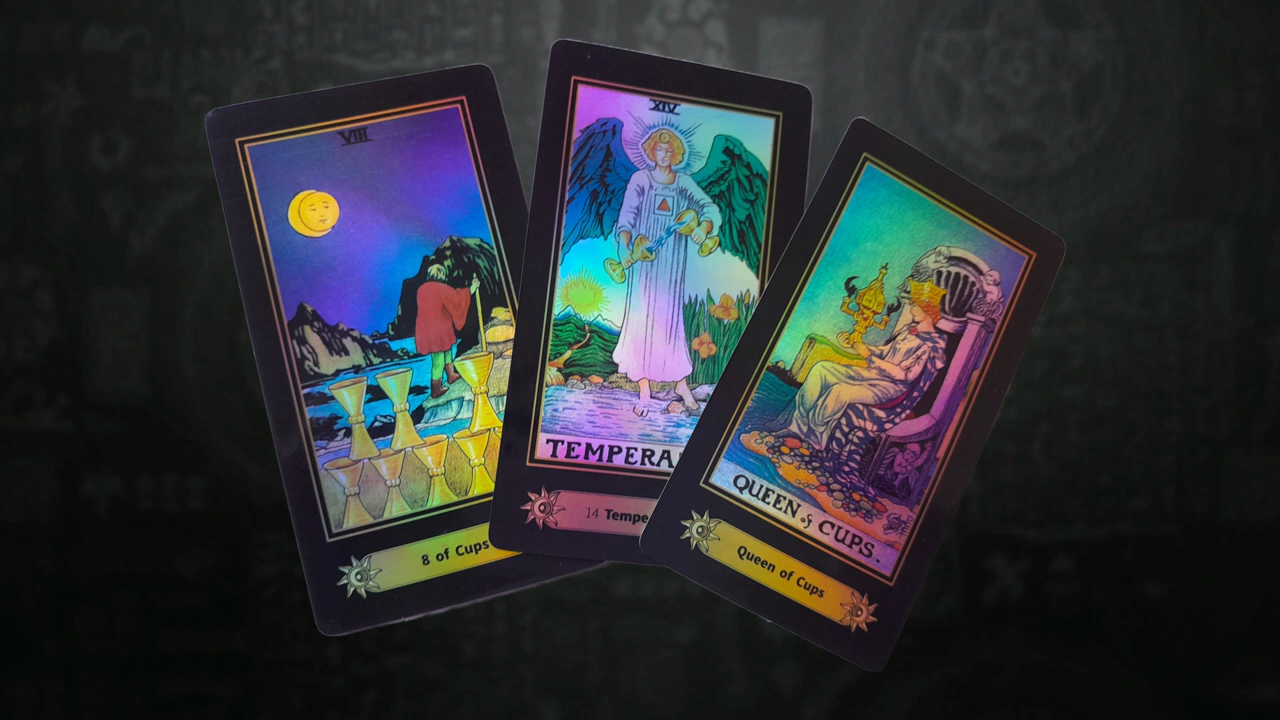 VIII
8 of Cups
XIV
TEMPERA
14 Tempe
QUEEN of CUPS.
Queen of Cups